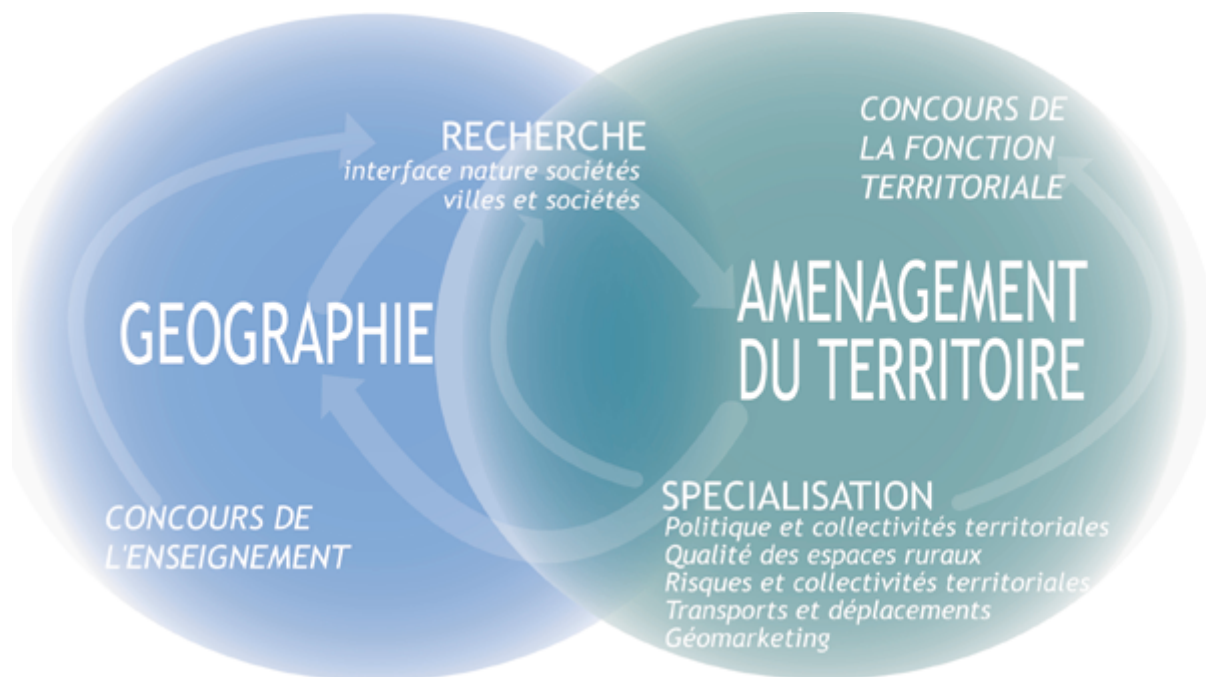 RECHERCHE
interface nature sociétés
villes et sociétés
CONCOURS DE
LA FONCTION
TERRITORIALE
GEOGRAPHIE
AMENAGEMENT
DU TERRITOIRE
CONCOURS DE
L'ENSEIGNEMENT
SPECIALISATION
Politique et collectivités territoriales
Qualité des espaces ruraux
Risques et collectivités territoriales
Transports et déplacements
Géomarketing